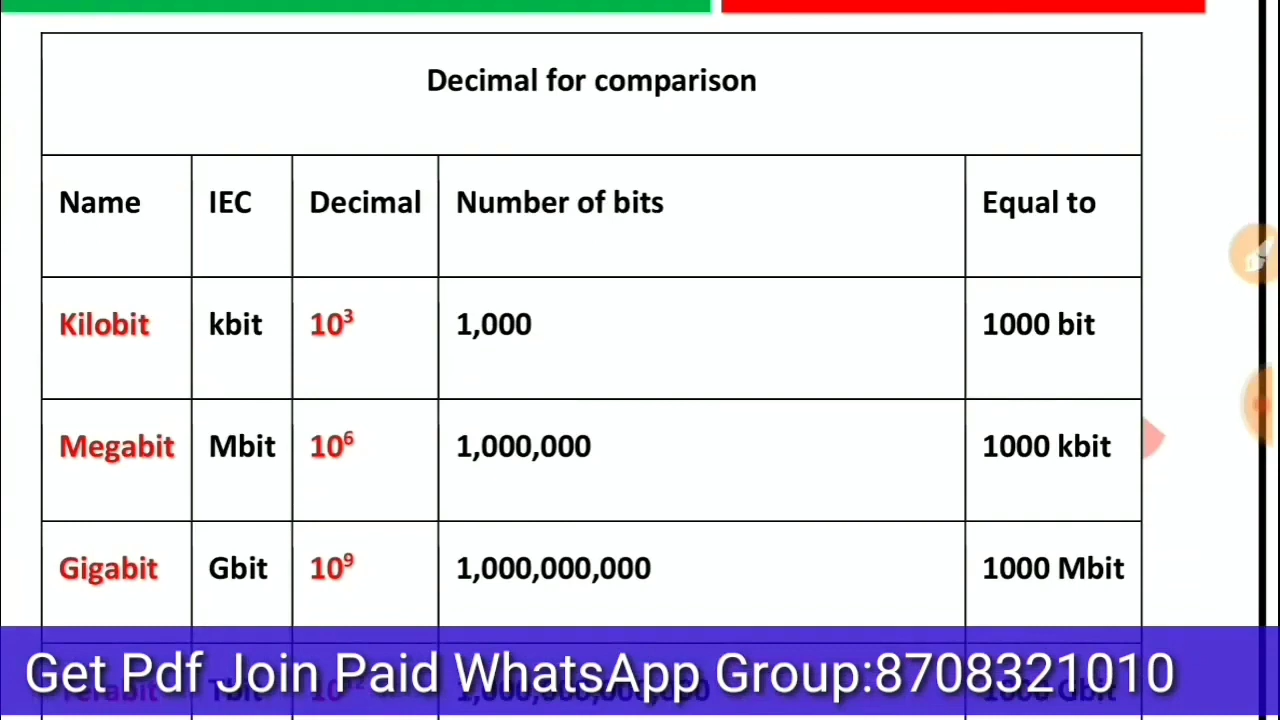 Decimal for comparison
Name IEC Decimal Number of bits Equal to
Kilobit kbit 10³ 1,000 1000 bit
Megabit Mbit 10⁶ 1,000,000 1000 kbit
Gigabit Gbit 10⁹ 1,000,000,000 1000 Mbit
Get Pdf Join Paid WhatsApp Group:8708321010